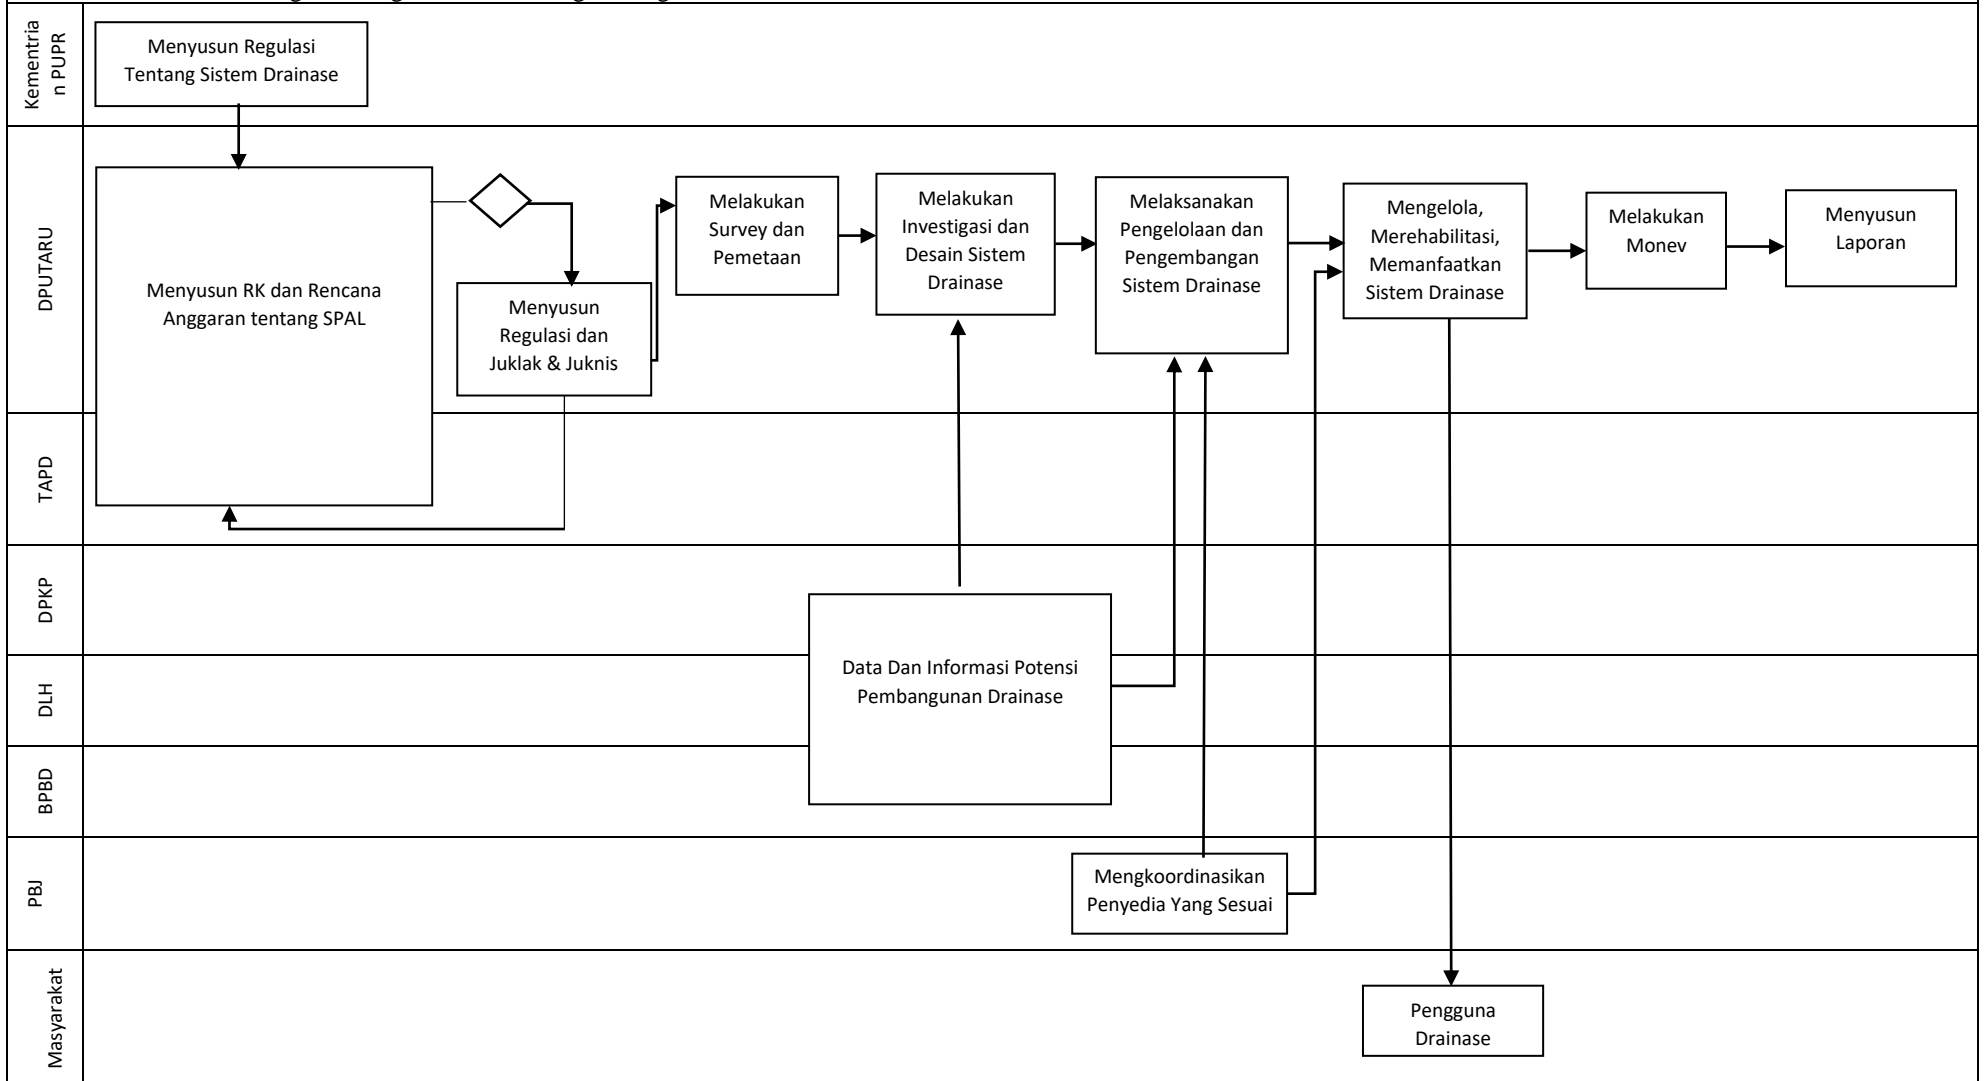 Kementria
n PUPR
Menyusun Regulasi
Tentang Sistem Drainase
DPUTARU
Menyusun RK dan Rencana
Anggaran tentang SPAL
Menyusun
Regulasi dan
Juklak & Juknis
Melakukan
Survey dan
Pemetaan
Melakukan
Investigasi dan
Desain Sistem
Drainase
Melaksanakan
Pengelolaan dan
Pengembangan
Sistem Drainase
Mengelola,
Merehabilitasi,
Memanfaatkan
Sistem Drainase
Melakukan
Monev
Menyusun
Laporan
TAPD
DPKP
DLH
Data Dan Informasi Potensi
Pembangunan Drainase
BPBD
PBJ
Mengkoordinasikan
Penyedia Yang Sesuai
Masyarakat
Pengguna
Drainase